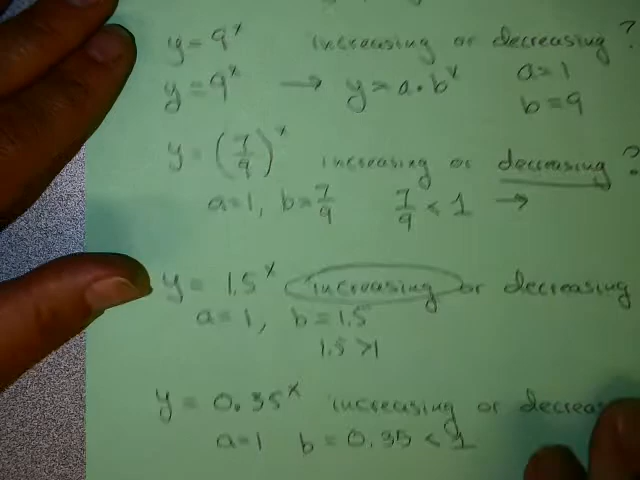 y = 9^x increasing or decreasing ?
y = 9^x → y = a · b^x a = 1
b = 9
y = (7/9)^x increasing or decreasing ?
a = 1, b = 7/9 7/9 < 1 →
y = 1.5^x increasing or decreasing
a = 1, b = 1.5
1.5 > 1
y = 0.35^x increasing or decreas
a = 1 b = 0.35 < 1